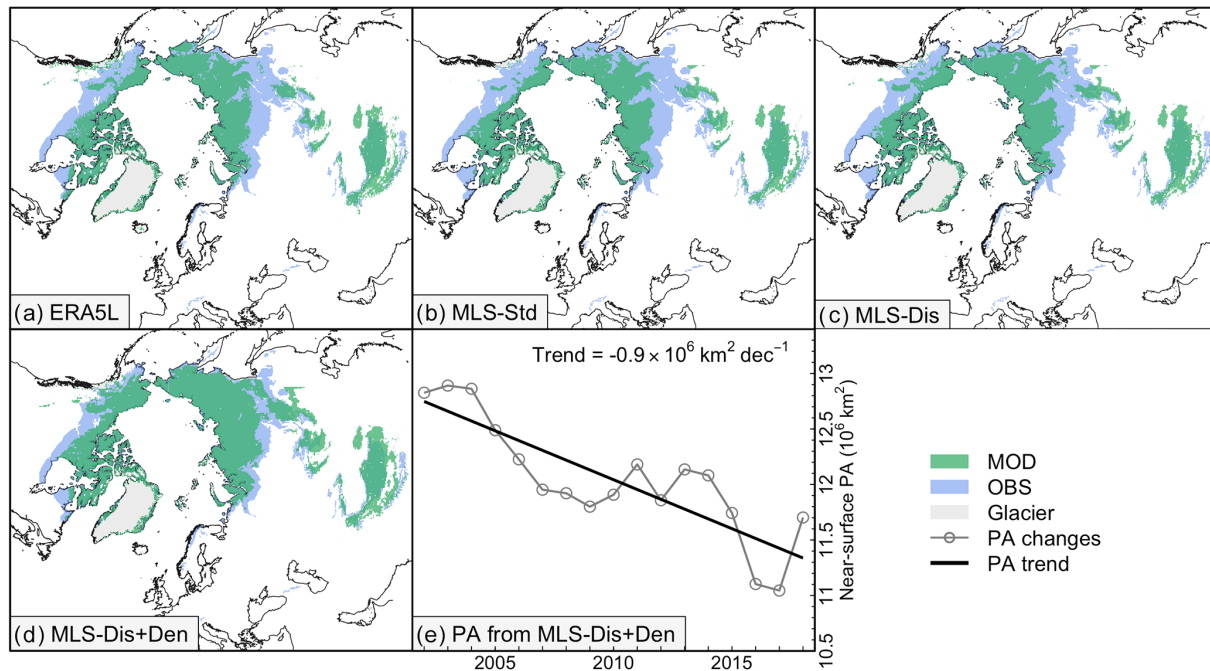 (a) ERA5L
(b) MLS-Std
(c) MLS-Dis
(d) MLS-Dis+Den
Trend = -0.9 × 10⁶ km² dec⁻¹
(e) PA from MLS-Dis+Den
2005
2010
2015
13
12.5
12
11.5
11
10.5
Near-surface PA (10⁶ km²)
MOD
OBS
Glacier
PA changes
PA trend